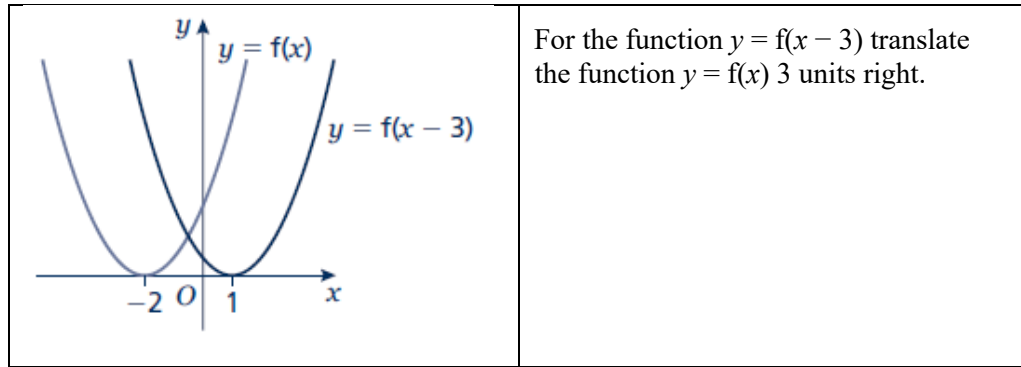 y
y = f(x)
y = f(x − 3)
−2 O 1 x
For the function y = f(x − 3) translate
the function y = f(x) 3 units right.